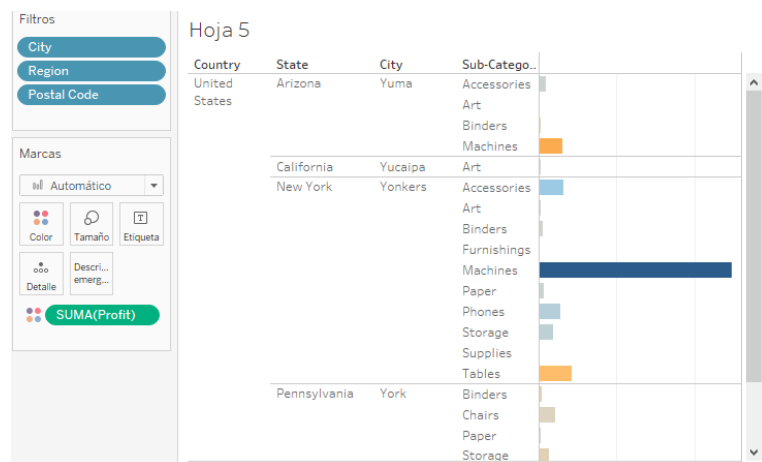 Filtros
City
Region
Postal Code
Marcas
Automático
Color
Tamaño
T
Etiqueta
Detalle
Descri...
emerg...
SUMA(Profit)
Hoja 5
Country State City Sub-Catego..
United States Arizona Yuma Accessories
Art
Binders
Machines
California Yucaipa Art
New York Yonkers Accessories
Art
Binders
Furnishings
Machines
Paper
Phones
Storage
Supplies
Tables
Pennsylvania York Binders
Chairs
Paper
Storage